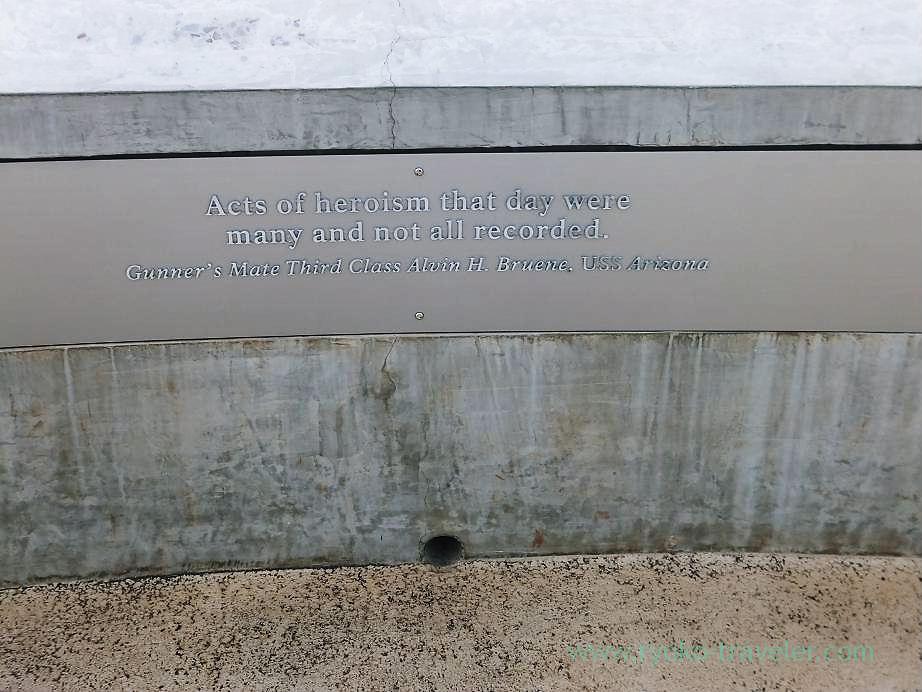 Acts of heroism that day were
many and not all recorded.
Gunner's Mate Third Class Alvin H. Bruene, USS Arizona
www.ryuko-traveler.com